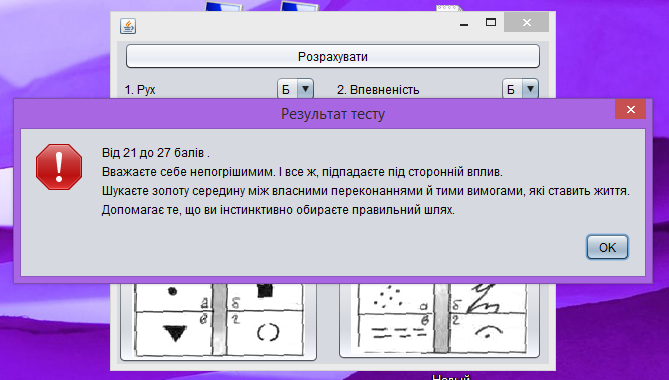 Розрахувати
1. Рух Б 2. Впевненість Б
Результат тесту
Від 21 до 27 балів .
Вважаєте себе непогрішимим. І все ж, підпадаєте під сторонній вплив.
Шукаєте золоту середину між власними переконаннями й тими вимогами, які ставить життя.
Допомагає те, що ви інстинктивно обираєте правильний шлях.
OK
а б а б
в г в г
Новый